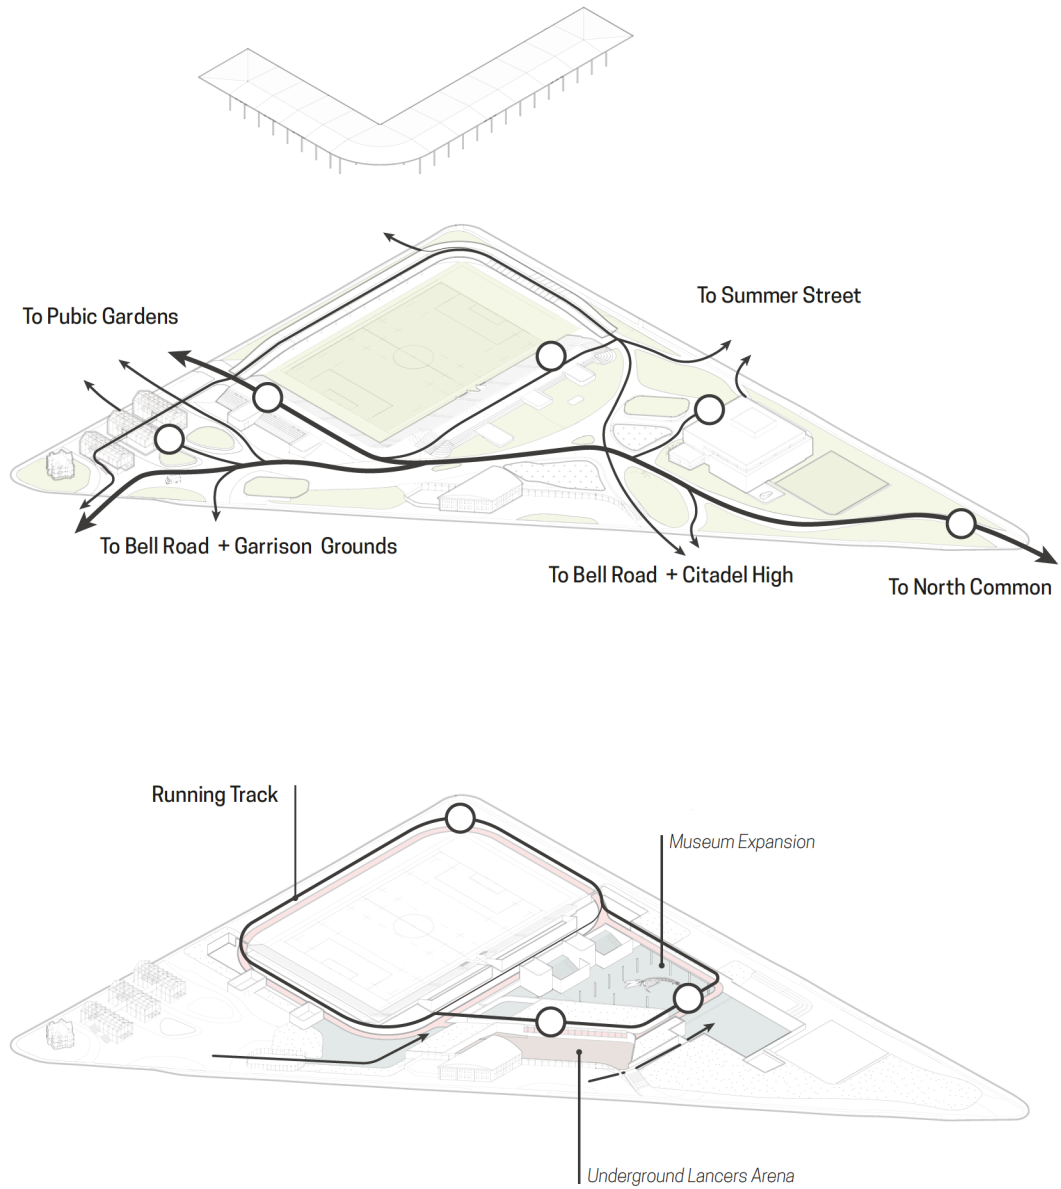 To Summer Street
To Pubic Gardens
To Bell Road + Garrison Grounds
To Bell Road + Citadel High
To North Common
Running Track
Museum Expansion
Underground Lancers Arena